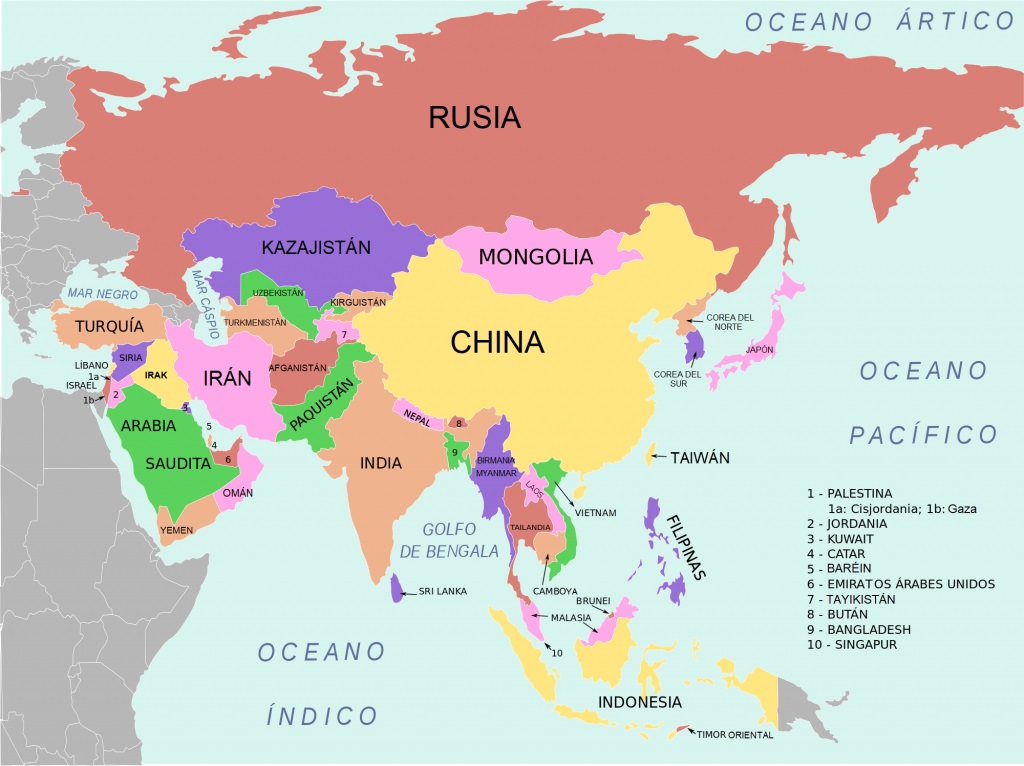 OCEANO ÁRTICO
RUSIA
KAZAJISTÁN
MONGOLIA
MAR NEGRO
MAR CÁSPIO
UZBEKISTÁN
KIRGUISTÁN
TURQUÍA
TURKMENISTÁN
7
CHINA
COREA DEL
NORTE
JAPÓN
COREA DEL
SUR
SIRIA
LÍBANO
1a
ISRAEL
1b
2
IRAK
IRÁN
AFGANISTÁN
PAQUISTÁN
OCEANO
PACÍFICO
3
ARABIA
SAUDITA
5
4
6
OMÁN
YEMEN
NEPAL
8
9
INDIA
BIRMANIA
MYANMAR
LAOS
TAIWÁN
VIETNAM
TAILANDIA
GOLFO
DE BENGALA
FILIPINAS
CAMBOYA
SRI LANKA
BRUNEI
MALASIA
10
OCEANO
ÍNDICO
INDONESIA
TIMOR ORIENTAL
1 - PALESTINA
1a: Cisjordania; 1b: Gaza
2 - JORDANIA
3 - KUWAIT
4 - CATAR
5 - BARÉIN
6 - EMIRATOS ÁRABES UNIDOS
7 - TAYIKISTÁN
8 - BUTÁN
9 - BANGLADESH
10 - SINGAPUR